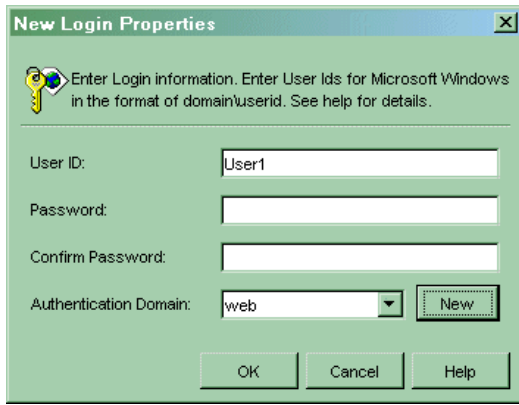 New Login Properties
Enter Login information. Enter User Ids for Microsoft Windows
in the format of domain\userid. See help for details.
User ID:
User1
Password:
Confirm Password:
Authentication Domain:
web
New
OK
Cancel
Help